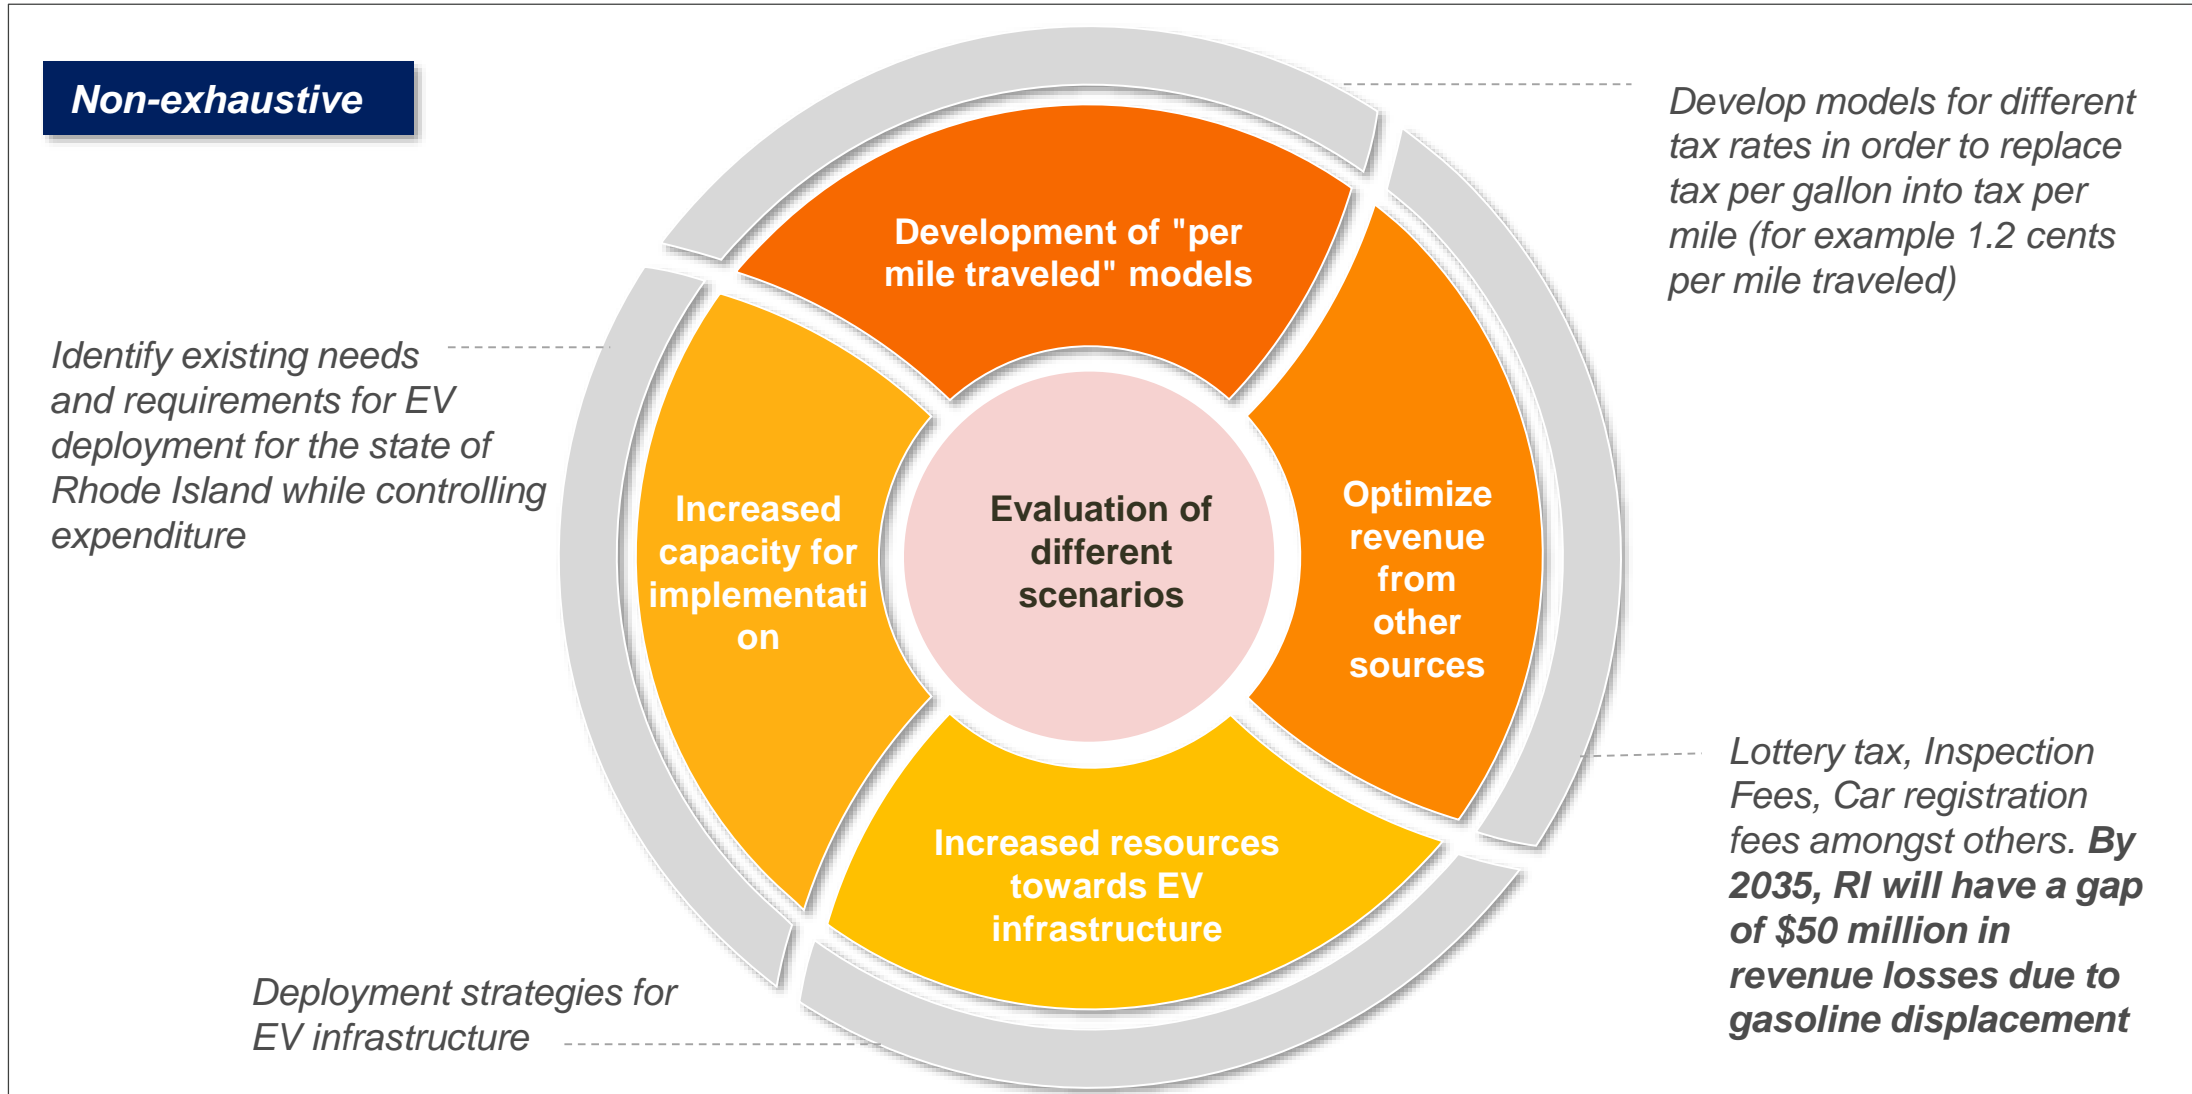 Non-exhaustive
Develop models for different
tax rates in order to replace
tax per gallon into tax per
mile (for example 1.2 cents
per mile traveled)
Development of "per
mile traveled" models
Identify existing needs
and requirements for EV
deployment for the state of
Rhode Island while controlling
expenditure
Increased
capacity for
implementati
on
Evaluation of
different
scenarios
Optimize
revenue
from
other
sources
Increased resources
towards EV
infrastructure
Lottery tax, Inspection
Fees, Car registration
fees amongst others. By
2035, RI will have a gap
of $50 million in
revenue losses due to
gasoline displacement
Deployment strategies for
EV infrastructure